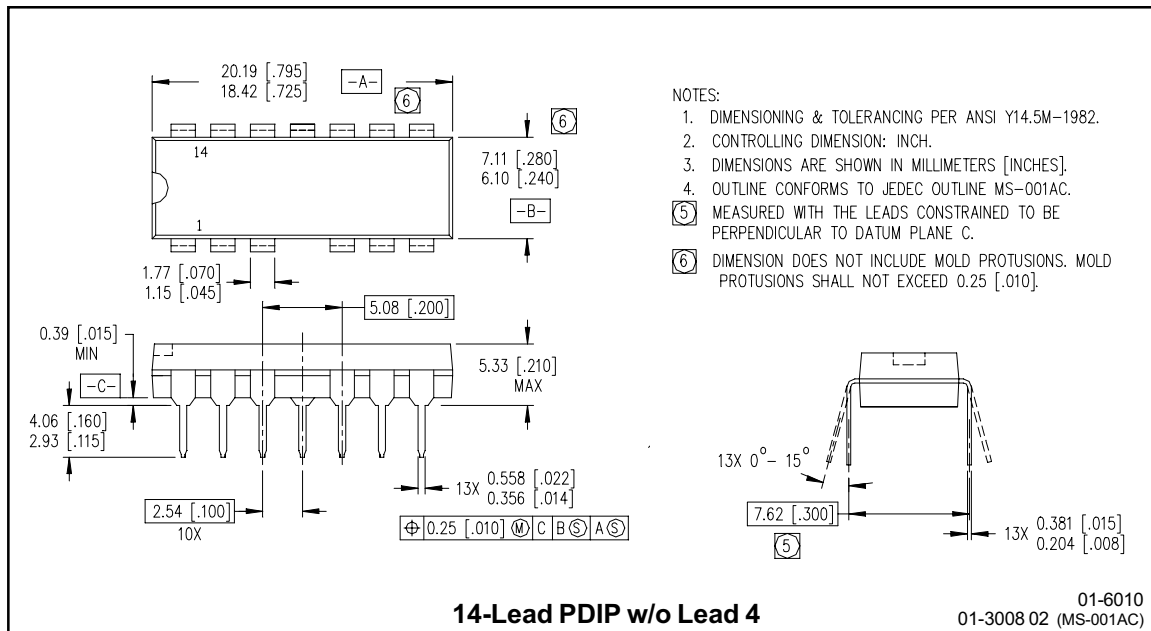 20.19 [.795]
18.42 [.725]
-A-
6
6
14
1
7.11 [.280]
6.10 [.240]
-B-
1.77 [.070]
1.15 [.045]
5.08 [.200]
0.39 [.015]
MIN
-C-
5.33 [.210]
MAX
4.06 [.160]
2.93 [.115]
13X 0.558 [.022]
0.356 [.014]
2.54 [.100]
10X
⌖ 0.25 [.010] Ⓜ C B Ⓢ A Ⓢ
NOTES:
1. DIMENSIONING & TOLERANCING PER ANSI Y14.5M-1982.
2. CONTROLLING DIMENSION: INCH.
3. DIMENSIONS ARE SHOWN IN MILLIMETERS [INCHES].
4. OUTLINE CONFORMS TO JEDEC OUTLINE MS-001AC.
5 MEASURED WITH THE LEADS CONSTRAINED TO BE
PERPENDICULAR TO DATUM PLANE C.
6 DIMENSION DOES NOT INCLUDE MOLD PROTUSIONS. MOLD
PROTUSIONS SHALL NOT EXCEED 0.25 [.010].
13X 0°- 15°
7.62 [.300]
5
13X 0.381 [.015]
0.204 [.008]
14-Lead PDIP w/o Lead 4
01-6010
01-3008 02 (MS-001AC)